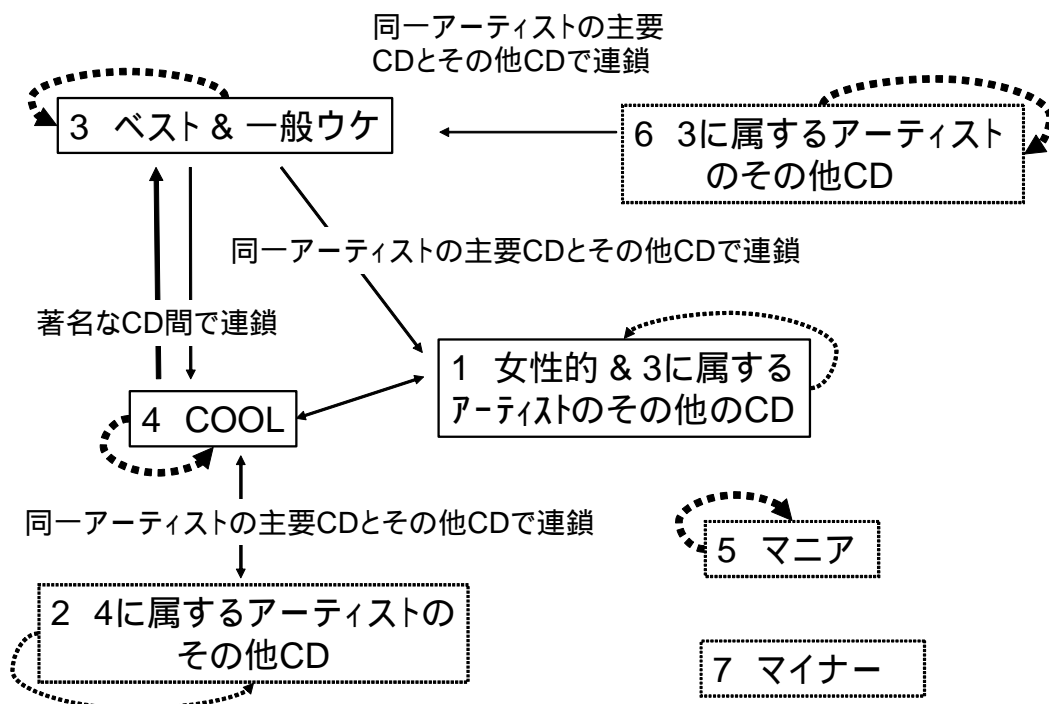 同一アーティストの主要
CDとその他CDで連鎖
3 ベスト & 一般ウケ
6 3に属するアーティスト
のその他CD
同一アーティストの主要CDとその他CDで連鎖
著名なCD間で連鎖
1 女性的 & 3に属する
アーティストのその他のCD
4 COOL
同一アーティストの主要CDとその他CDで連鎖
5 マニア
2 4に属するアーティストの
その他CD
7 マイナー